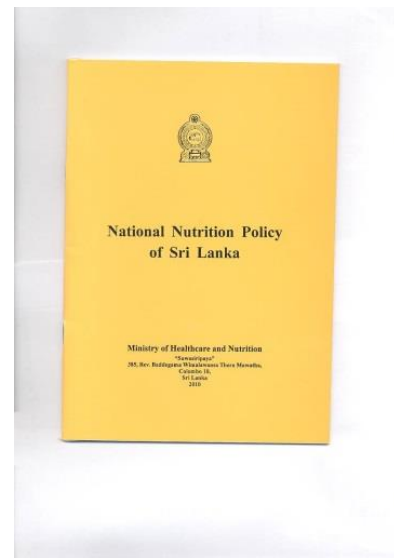 National Nutrition Policy
of Sri Lanka
Ministry of Healthcare and Nutrition
"Suwasiripaya"
385, Rev. Baddegama Wimalawansa Thero Mawatha,
Colombo 10,
Sri Lanka
2010